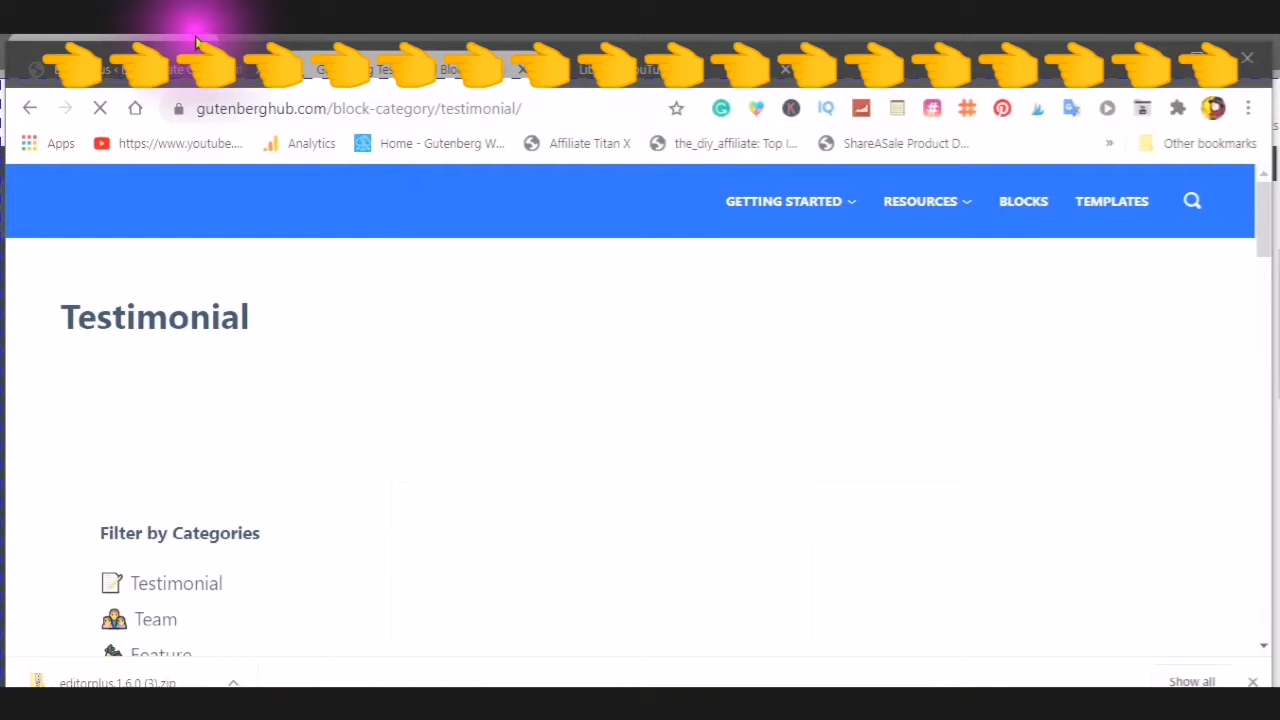 gutenberghub.com/block-category/testimonial/
Apps https://www.youtube.... Analytics Home - Gutenberg W... Affiliate Titan X the_diy_affiliate: Top I... ShareASale Product D... » Other bookmarks
GETTING STARTED RESOURCES BLOCKS TEMPLATES
Testimonial
Filter by Categories
Testimonial
Team
Feature
editorplus.1.6.0 (3).zip Show all